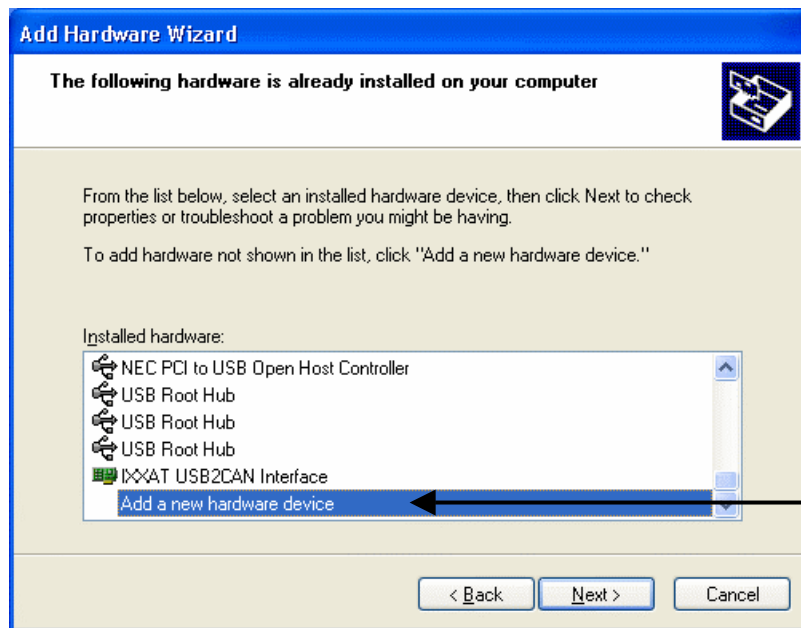 Add Hardware Wizard
The following hardware is already installed on your computer
From the list below, select an installed hardware device, then click Next to check
properties or troubleshoot a problem you might be having.
To add hardware not shown in the list, click "Add a new hardware device."
Installed hardware:
NEC PCI to USB Open Host Controller
USB Root Hub
USB Root Hub
USB Root Hub
IXXAT USB2CAN Interface
Add a new hardware device
< Back Next > Cancel